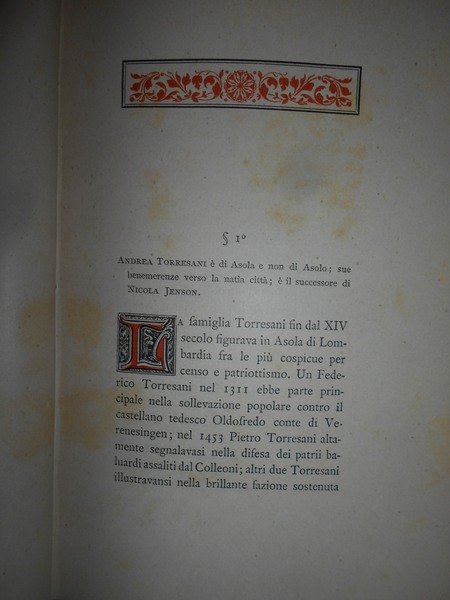 § 1º
ANDREA TORRESANI è di Asola e non di Asolo; sue
benemerenze verso la natia città; è il successore di
NICOLA JENSON.
LA famiglia Torresani fin dal XIV
secolo figurava in Asola di Lom-
bardia fra le più cospicue per
censo e patriottismo. Un Fede-
rico Torresani nel 1311 ebbe parte prin-
cipale nella sollevazione popolare contro il
castellano tedesco Oldofredo conte di Ve-
renesingen; nel 1453 Pietro Torresani alta-
mente segnalavasi nella difesa dei patrii ba-
luardi assaliti dal Colleoni; altri due Torresani
illustravansi nella brillante fazione sostenuta